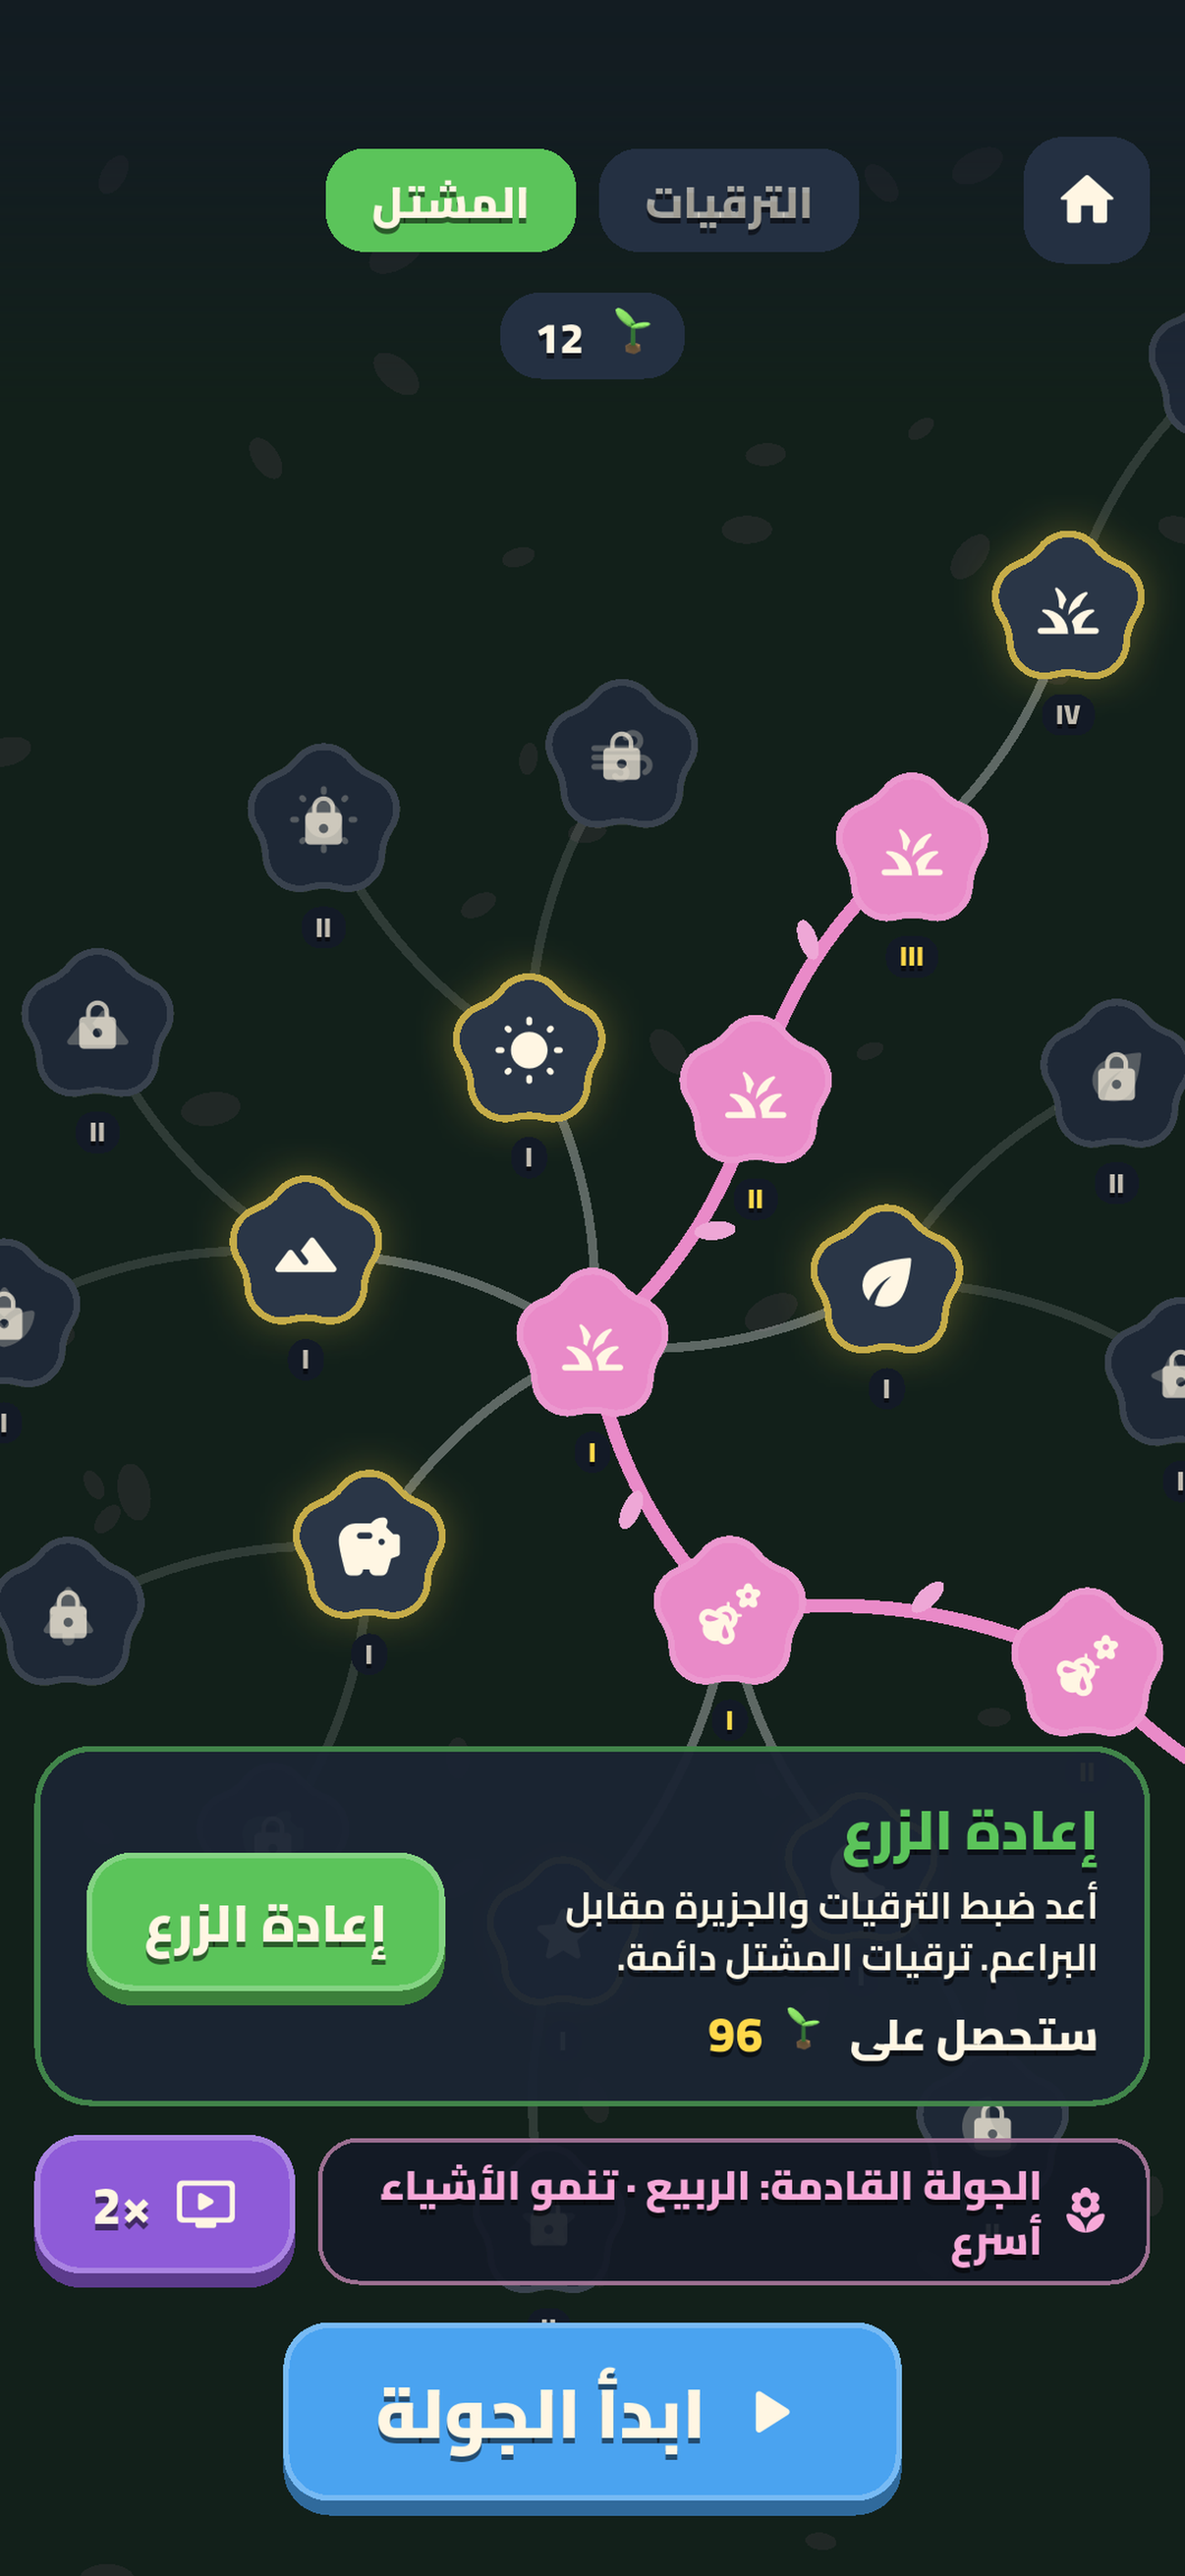 الترقيات
المشتل
12
IV
II
III
II
I
II
II
I
I
I
I
I
I
I
I
II
إعادة الزرع
أعد ضبط الترقيات والجزيرة مقابل
البراعم. ترقيات المشتل دائمة.
ستحصل على 96
إعادة الزرع
الجولة القادمة: الربيع · تنمو الأشياء
أسرع
2×
ابدأ الجولة